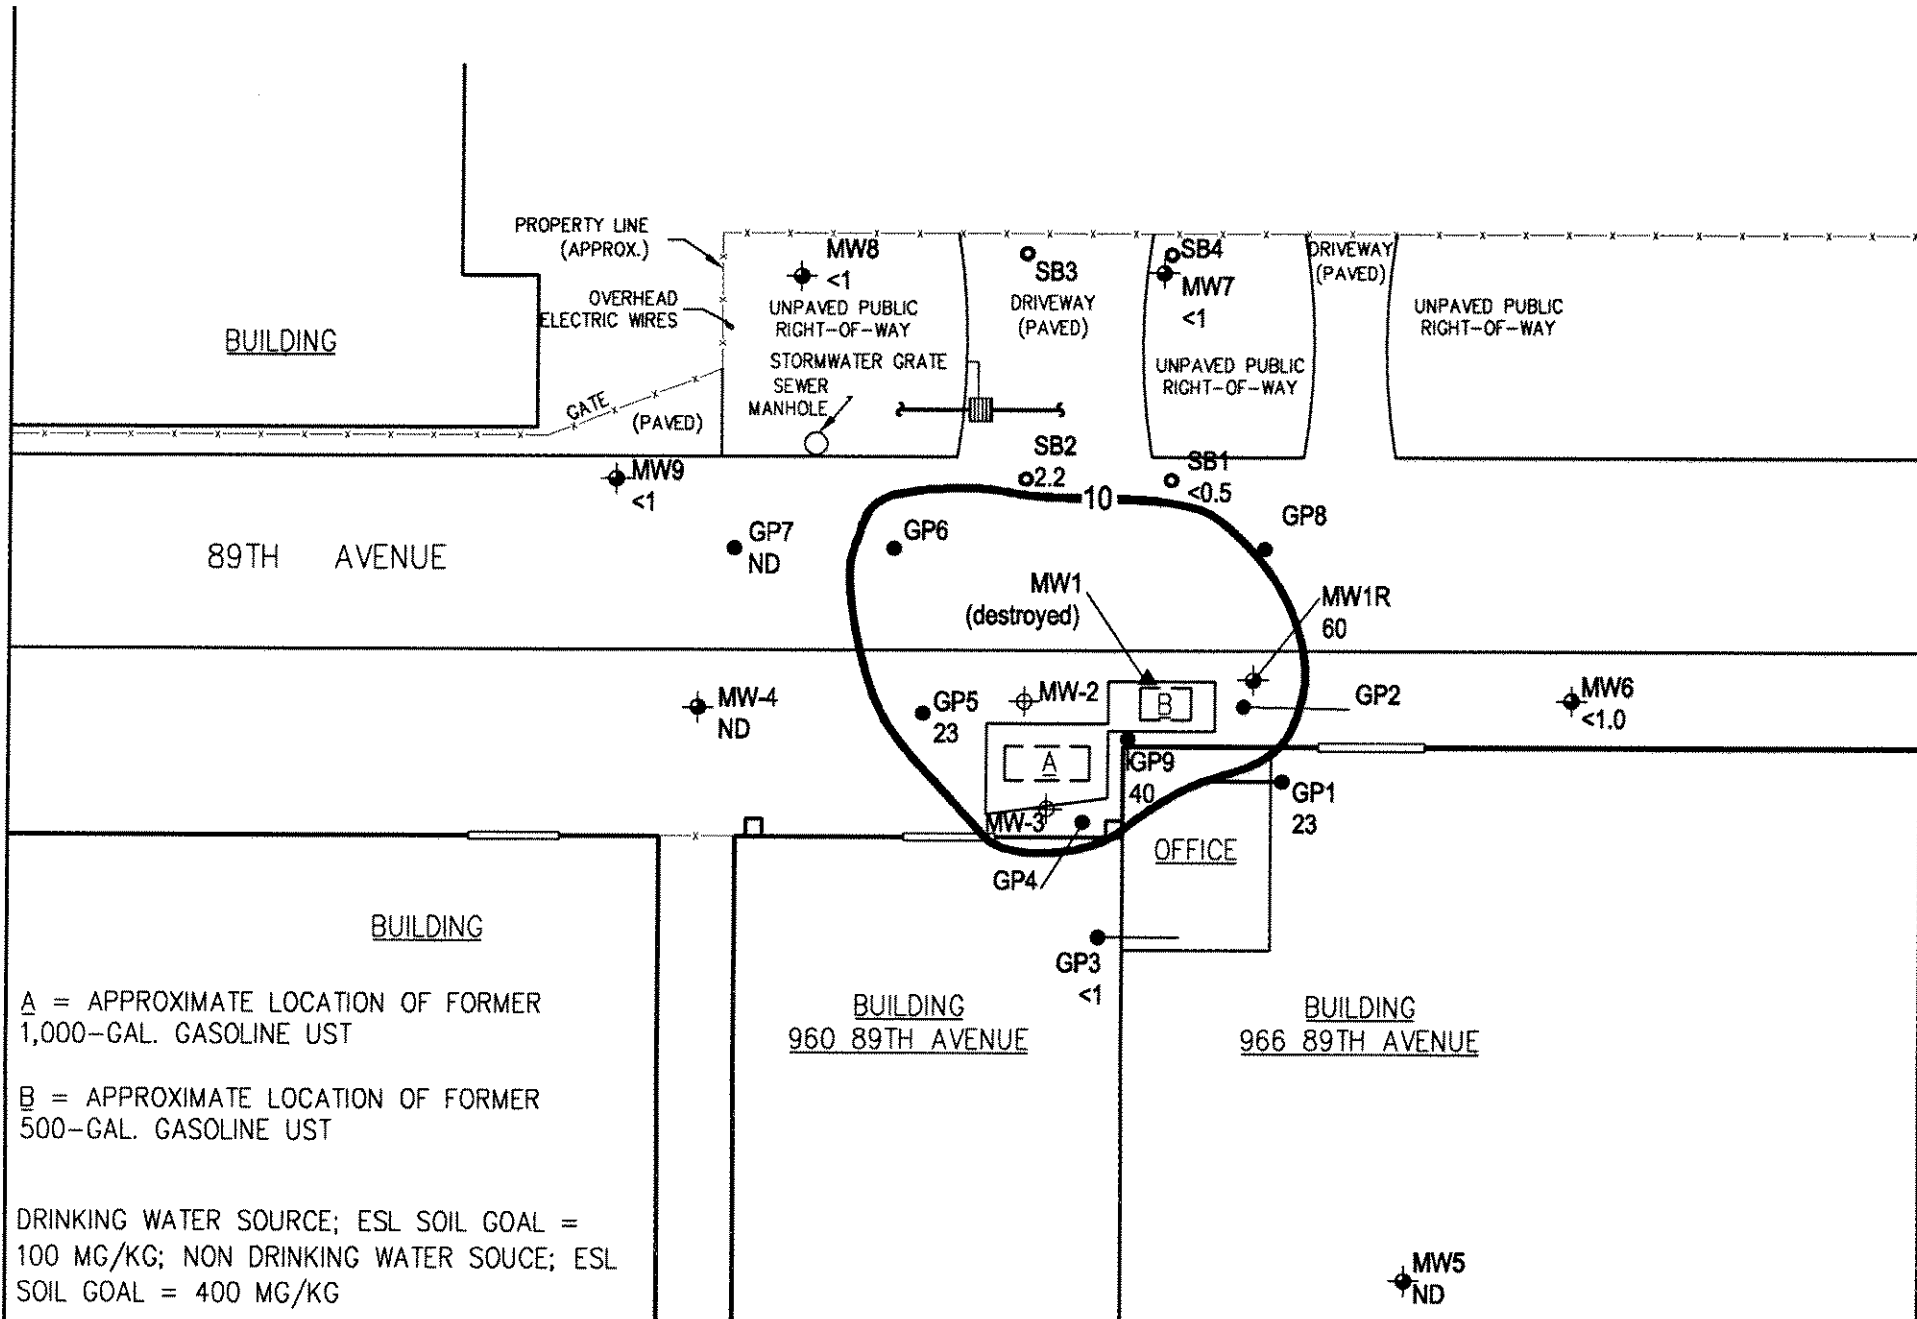 PROPERTY LINE
(APPROX.)
OVERHEAD
ELECTRIC WIRES
BUILDING
GATE
(PAVED)
MW8
<1
UNPAVED PUBLIC
RIGHT-OF-WAY
STORMWATER GRATE
SEWER
MANHOLE
SB3
DRIVEWAY
(PAVED)
SB4
MW7
<1
UNPAVED PUBLIC
RIGHT-OF-WAY
DRIVEWAY
(PAVED)
UNPAVED PUBLIC
RIGHT-OF-WAY
MW9
<1
SB2
2.2
SB1
<0.5
10
89TH AVENUE
GP7
ND
GP6
GP8
MW1
(destroyed)
MW1R
60
MW-4
ND
GP5
23
MW-2
B
GP2
MW6
<1.0
A
GP9
40
GP1
23
MW-3
GP4
OFFICE
GP3
<1
BUILDING
A = APPROXIMATE LOCATION OF FORMER
1,000-GAL. GASOLINE UST
B = APPROXIMATE LOCATION OF FORMER
500-GAL. GASOLINE UST
BUILDING
960 89TH AVENUE
BUILDING
966 89TH AVENUE
DRINKING WATER SOURCE; ESL SOIL GOAL =
100 MG/KG; NON DRINKING WATER SOUCE; ESL
SOIL GOAL = 400 MG/KG
MW5
ND